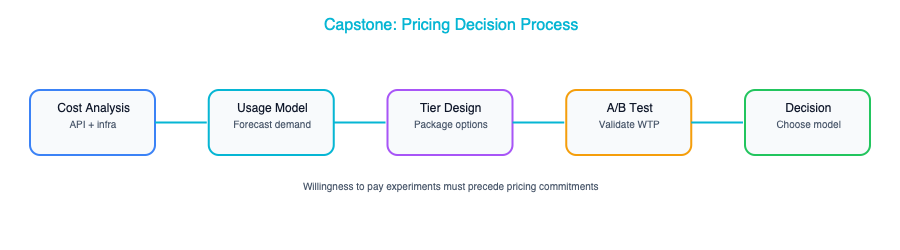 Capstone: Pricing Decision Process
Cost Analysis
API + infra
Usage Model
Forecast demand
Tier Design
Package options
A/B Test
Validate WTP
Decision
Choose model
Willingness to pay experiments must precede pricing commitments